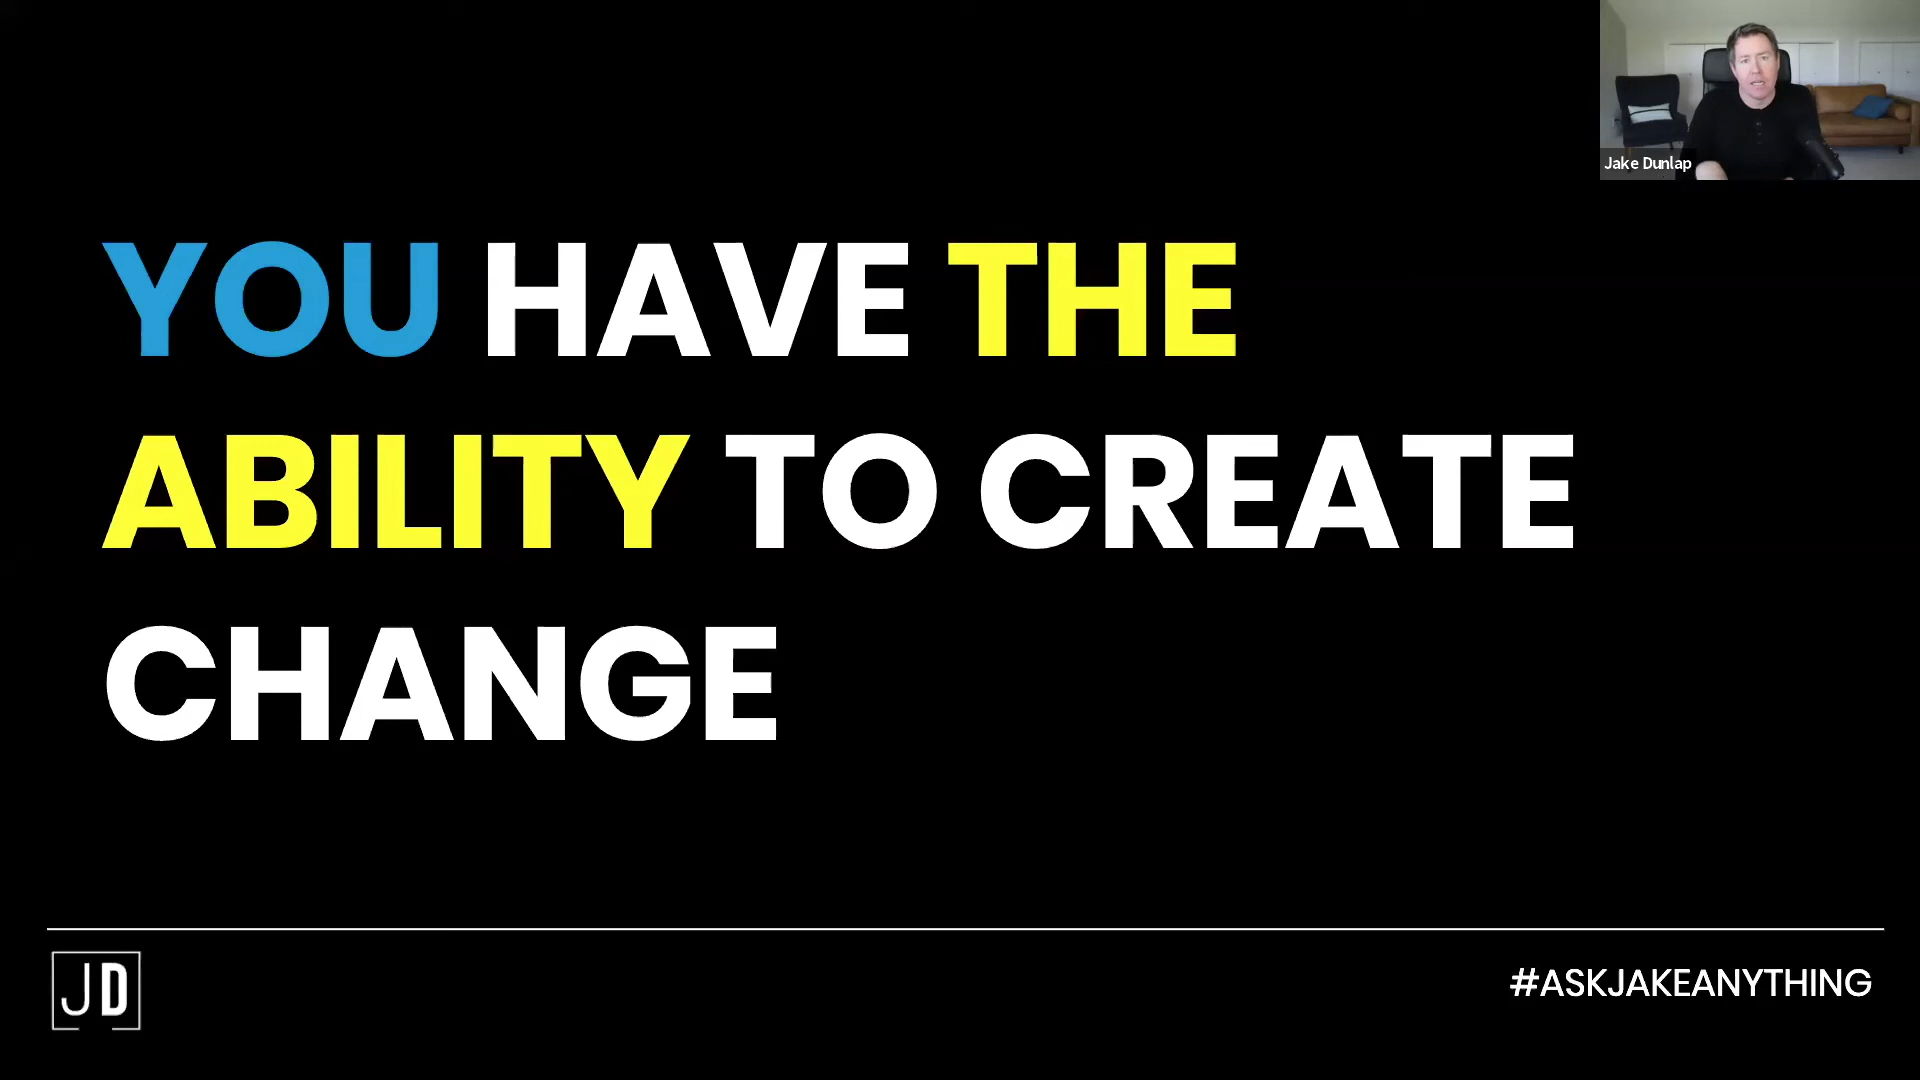 Jake Dunlap
YOU HAVE THE
ABILITY TO CREATE
CHANGE
JD
#ASKJAKEANYTHING